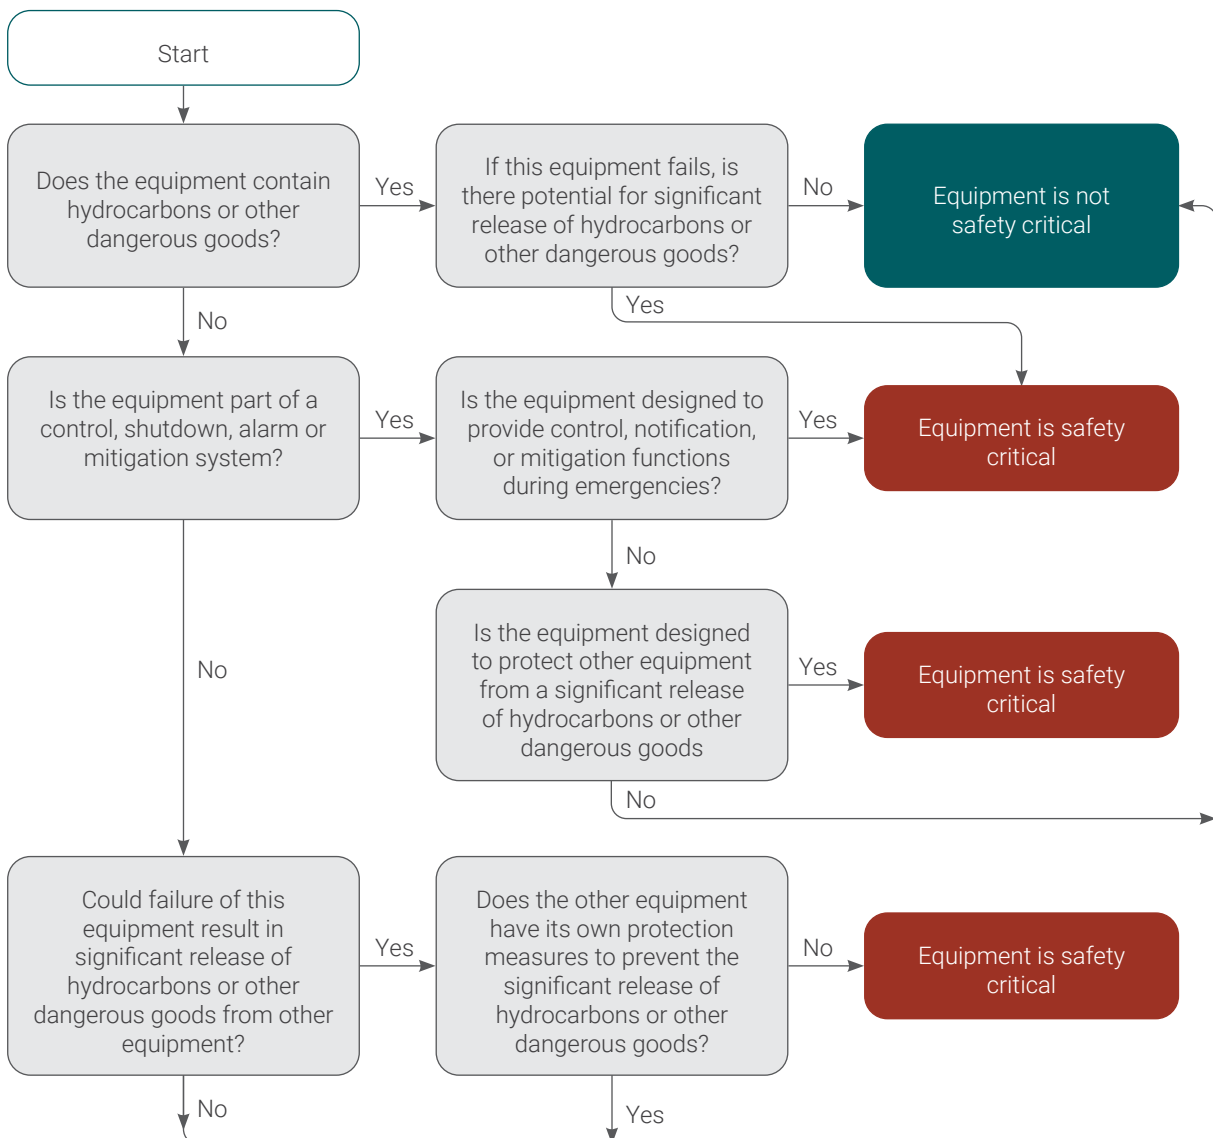 Start
Does the equipment contain
hydrocarbons or other
dangerous goods?
Yes
If this equipment fails, is
there potential for significant
release of hydrocarbons or
other dangerous goods?
No
Equipment is not
safety critical
No
Yes
Is the equipment part of a
control, shutdown, alarm or
mitigation system?
Yes
Is the equipment designed to
provide control, notification,
or mitigation functions
during emergencies?
Yes
Equipment is safety
critical
No
No
Is the equipment designed
to protect other equipment
from a significant release
of hydrocarbons or other
dangerous goods
Yes
Equipment is safety
critical
No
Could failure of this
equipment result in
significant release of
hydrocarbons or other
dangerous goods from other
equipment?
Yes
Does the other equipment
have its own protection
measures to prevent the
significant release of
hydrocarbons or other
dangerous goods?
No
Equipment is safety
critical
No
Yes